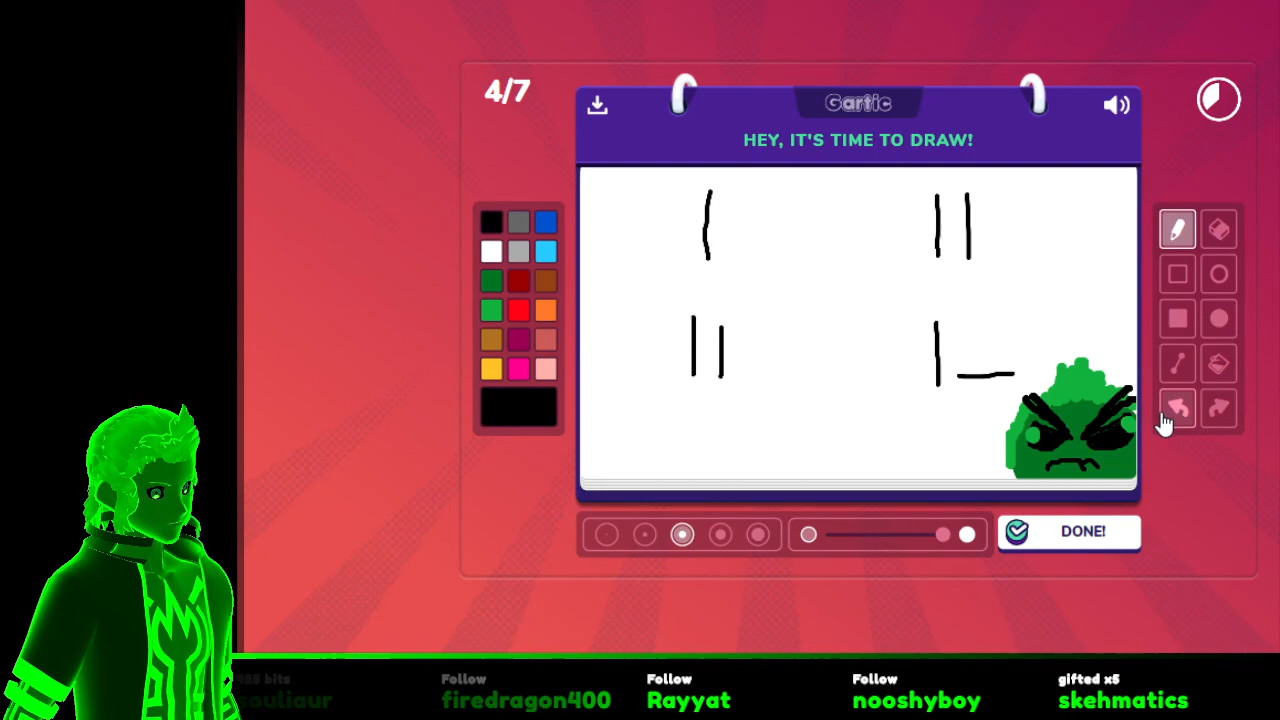 4/7
Gartic
HEY, IT'S TIME TO DRAW!
DONE!
Follow
firedragon400
Follow
Rayyat
Follow
nooshyboy
gifted x5
skehmatics